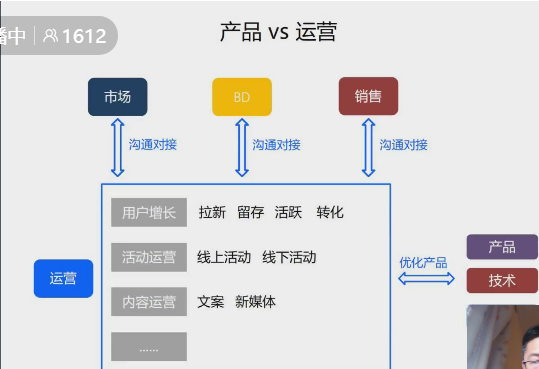 播中 1612
产品 vs 运营
市场 BD 销售
沟通对接 沟通对接 沟通对接
用户增长 拉新 留存 活跃 转化
活动运营 线上活动 线下活动
运营
优化产品
产品
技术
内容运营 文案 新媒体
......